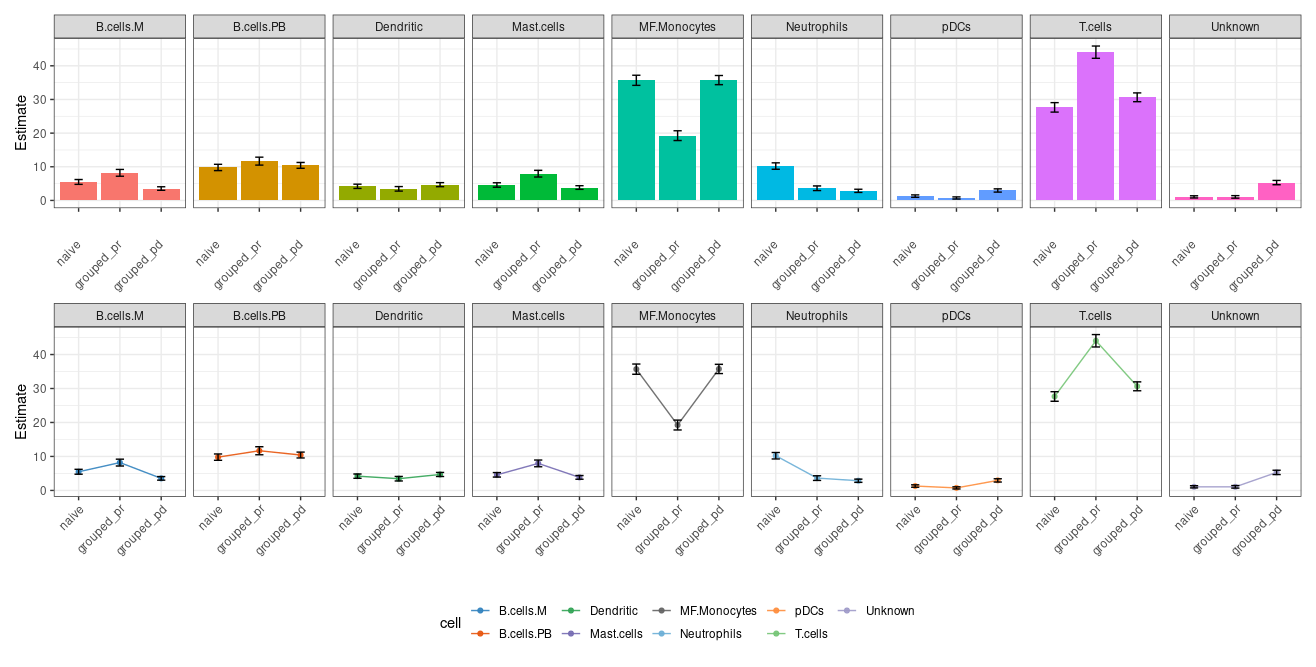 B.cells.M B.cells.PB Dendritic Mast.cells MF.Monocytes Neutrophils pDCs T.cells Unknown
Estimate
40
30
20
10
0
naive grouped_pr grouped_pd naive grouped_pr grouped_pd naive grouped_pr grouped_pd naive grouped_pr grouped_pd naive grouped_pr grouped_pd naive grouped_pr grouped_pd naive grouped_pr grouped_pd naive grouped_pr grouped_pd naive grouped_pr grouped_pd
B.cells.M B.cells.PB Dendritic Mast.cells MF.Monocytes Neutrophils pDCs T.cells Unknown
Estimate
40
30
20
10
0
naive grouped_pr grouped_pd naive grouped_pr grouped_pd naive grouped_pr grouped_pd naive grouped_pr grouped_pd naive grouped_pr grouped_pd naive grouped_pr grouped_pd naive grouped_pr grouped_pd naive grouped_pr grouped_pd naive grouped_pr grouped_pd
cell
B.cells.M Dendritic MF.Monocytes pDCs Unknown
B.cells.PB Mast.cells Neutrophils T.cells